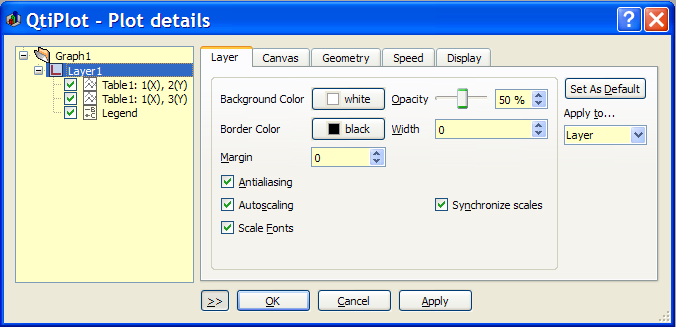 QtiPlot - Plot details
Graph1
Layer1
Table1: 1(X), 2(Y)
Table1: 1(X), 3(Y)
Legend
Layer Canvas Geometry Speed Display
Background Color white Opacity 50 %
Border Color black Width 0
Margin 0
Antialiasing
Autoscaling Synchronize scales
Scale Fonts
Set As Default
Apply to...
Layer
>> OK Cancel Apply